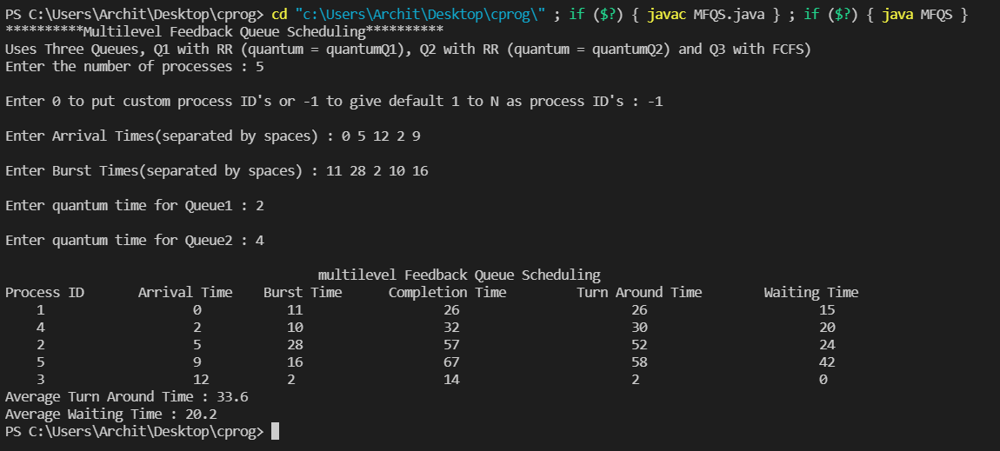 PS C:\Users\Archit\Desktop\cprog> cd "c:\Users\Archit\Desktop\cprog\" ; if ($?) { javac MFQS.java } ; if ($?) { java MFQS }
**********Multilevel Feedback Queue Scheduling**********
Uses Three Queues, Q1 with RR (quantum = quantumQ1), Q2 with RR (quantum = quantumQ2) and Q3 with FCFS)
Enter the number of processes : 5
Enter 0 to put custom process ID's or -1 to give default 1 to N as process ID's : -1
Enter Arrival Times(separated by spaces) : 0 5 12 2 9
Enter Burst Times(separated by spaces) : 11 28 2 10 16
Enter quantum time for Queue1 : 2
Enter quantum time for Queue2 : 4
multilevel Feedback Queue Scheduling
Process ID Arrival Time Burst Time Completion Time Turn Around Time Waiting Time
1 0 11 26 26 15
4 2 10 32 30 20
2 5 28 57 52 24
5 9 16 67 58 42
3 12 2 14 2 0
Average Turn Around Time : 33.6
Average Waiting Time : 20.2
PS C:\Users\Archit\Desktop\cprog>